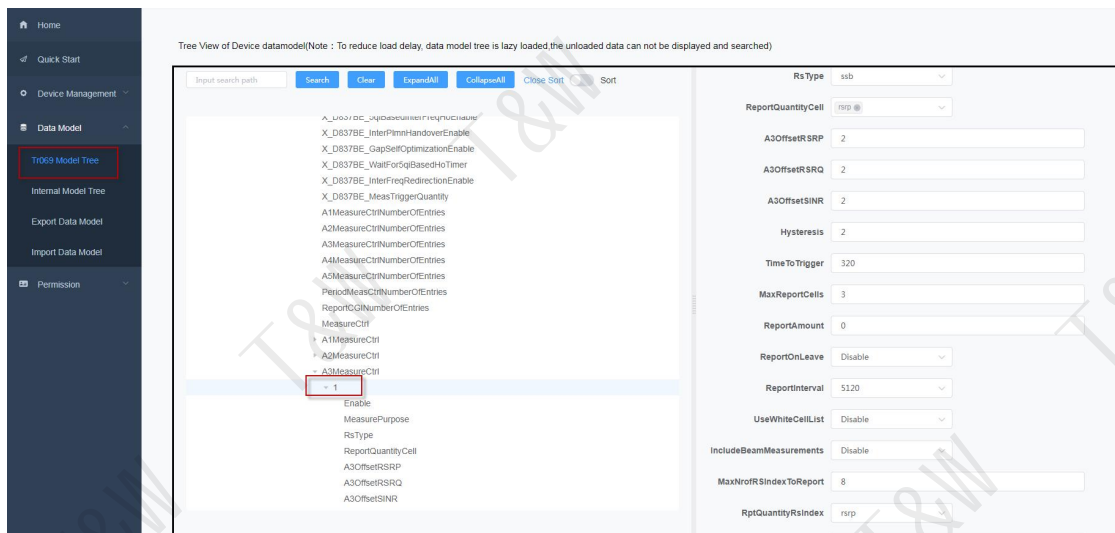 Home
Quick Start
Device Management
Data Model
Tr069 Model Tree
Internal Model Tree
Export Data Model
Import Data Model
Permission
Tree View of Device datamodel(Note : To reduce load delay, data model tree is lazy loaded,the unloaded data can not be displayed and searched)
Input search path Search Clear ExpandAll CollapseAll Close Sort Sort
X_D837BE_5qiBasedInterFreqHoEnable
X_D837BE_InterPlmnHandoverEnable
X_D837BE_GapSelfOptimizationEnable
X_D837BE_WaitFor5qiBasedHoTimer
X_D837BE_InterFreqRedirectionEnable
X_D837BE_MeasTriggerQuantity
A1MeasureCtrlNumberOfEntries
A2MeasureCtrlNumberOfEntries
A3MeasureCtrlNumberOfEntries
A4MeasureCtrlNumberOfEntries
A5MeasureCtrlNumberOfEntries
PeriodMeasCtrlNumberOfEntries
ReportCGINumberOfEntries
MeasureCtrl
A1MeasureCtrl
A2MeasureCtrl
A3MeasureCtrl
1
Enable
MeasurePurpose
RsType
ReportQuantityCell
A3OffsetRSRP
A3OffsetRSRQ
A3OffsetSINR
RsType ssb
ReportQuantityCell rsrp
A3OffsetRSRP 2
A3OffsetRSRQ 2
A3OffsetSINR 2
Hysteresis 2
TimeToTrigger 320
MaxReportCells 3
ReportAmount 0
ReportOnLeave Disable
ReportInterval 5120
UseWhiteCellList Disable
IncludeBeamMeasurements Disable
MaxNrofRSIndexToReport 8
RptQuantityRsIndex rsrp
T&W
T&W
T&W
T&W
T&W
T&W